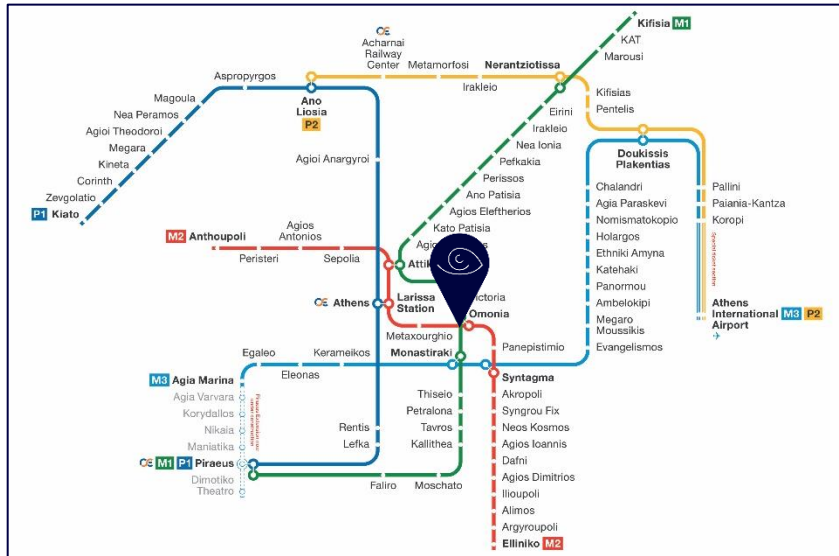 Kifisia M1
KAT
Marousi
Acharnai
Railway
Center
Metamorfosi
Nerantziotissa
Irakleio
Aspropyrgos
Ano
Liosia
P2
Magoula
Nea Peramos
Agioi Theodoroi
Megara
Kineta
Corinth
Zevgolatio
P1 Kiato
Agioi Anargyroi
Kifisias
Pentelis
Eirini
Irakleio
Nea Ionia
Pefkakia
Perissos
Ano Patisia
Agios Eleftherios
Kato Patisia
Doukissis
Plakentias
Chalandri
Agia Paraskevi
Nomismatokopio
Holargos
Ethniki Amyna
Katehaki
Panormou
Ambelokipi
Megaro
Moussikis
Evangelismos
Pallini
Paiania-Kantza
Koropi
Athens
International
Airport
M3 P2
M2 Anthoupoli
Agios
Antonios
Peristeri
Sepolia
Athens
Larissa
Station
Omonia
Metaxourghio
Panepistimio
Monastiraki
Egaleo
Kerameikos
Eleonas
M3 Agia Marina
Agia Varvara
Korydallos
Nikaia
Maniatika
M1 P1 Piraeus
Dimotiko
Theatro
Rentis
Lefka
Thiseio
Petralona
Tavros
Kallithea
Faliro
Moschato
Syntagma
Akropoli
Syngrou Fix
Neos Kosmos
Agios Ioannis
Dafni
Agios Dimitrios
Ilioupoli
Alimos
Argyroupoli
Elliniko M2